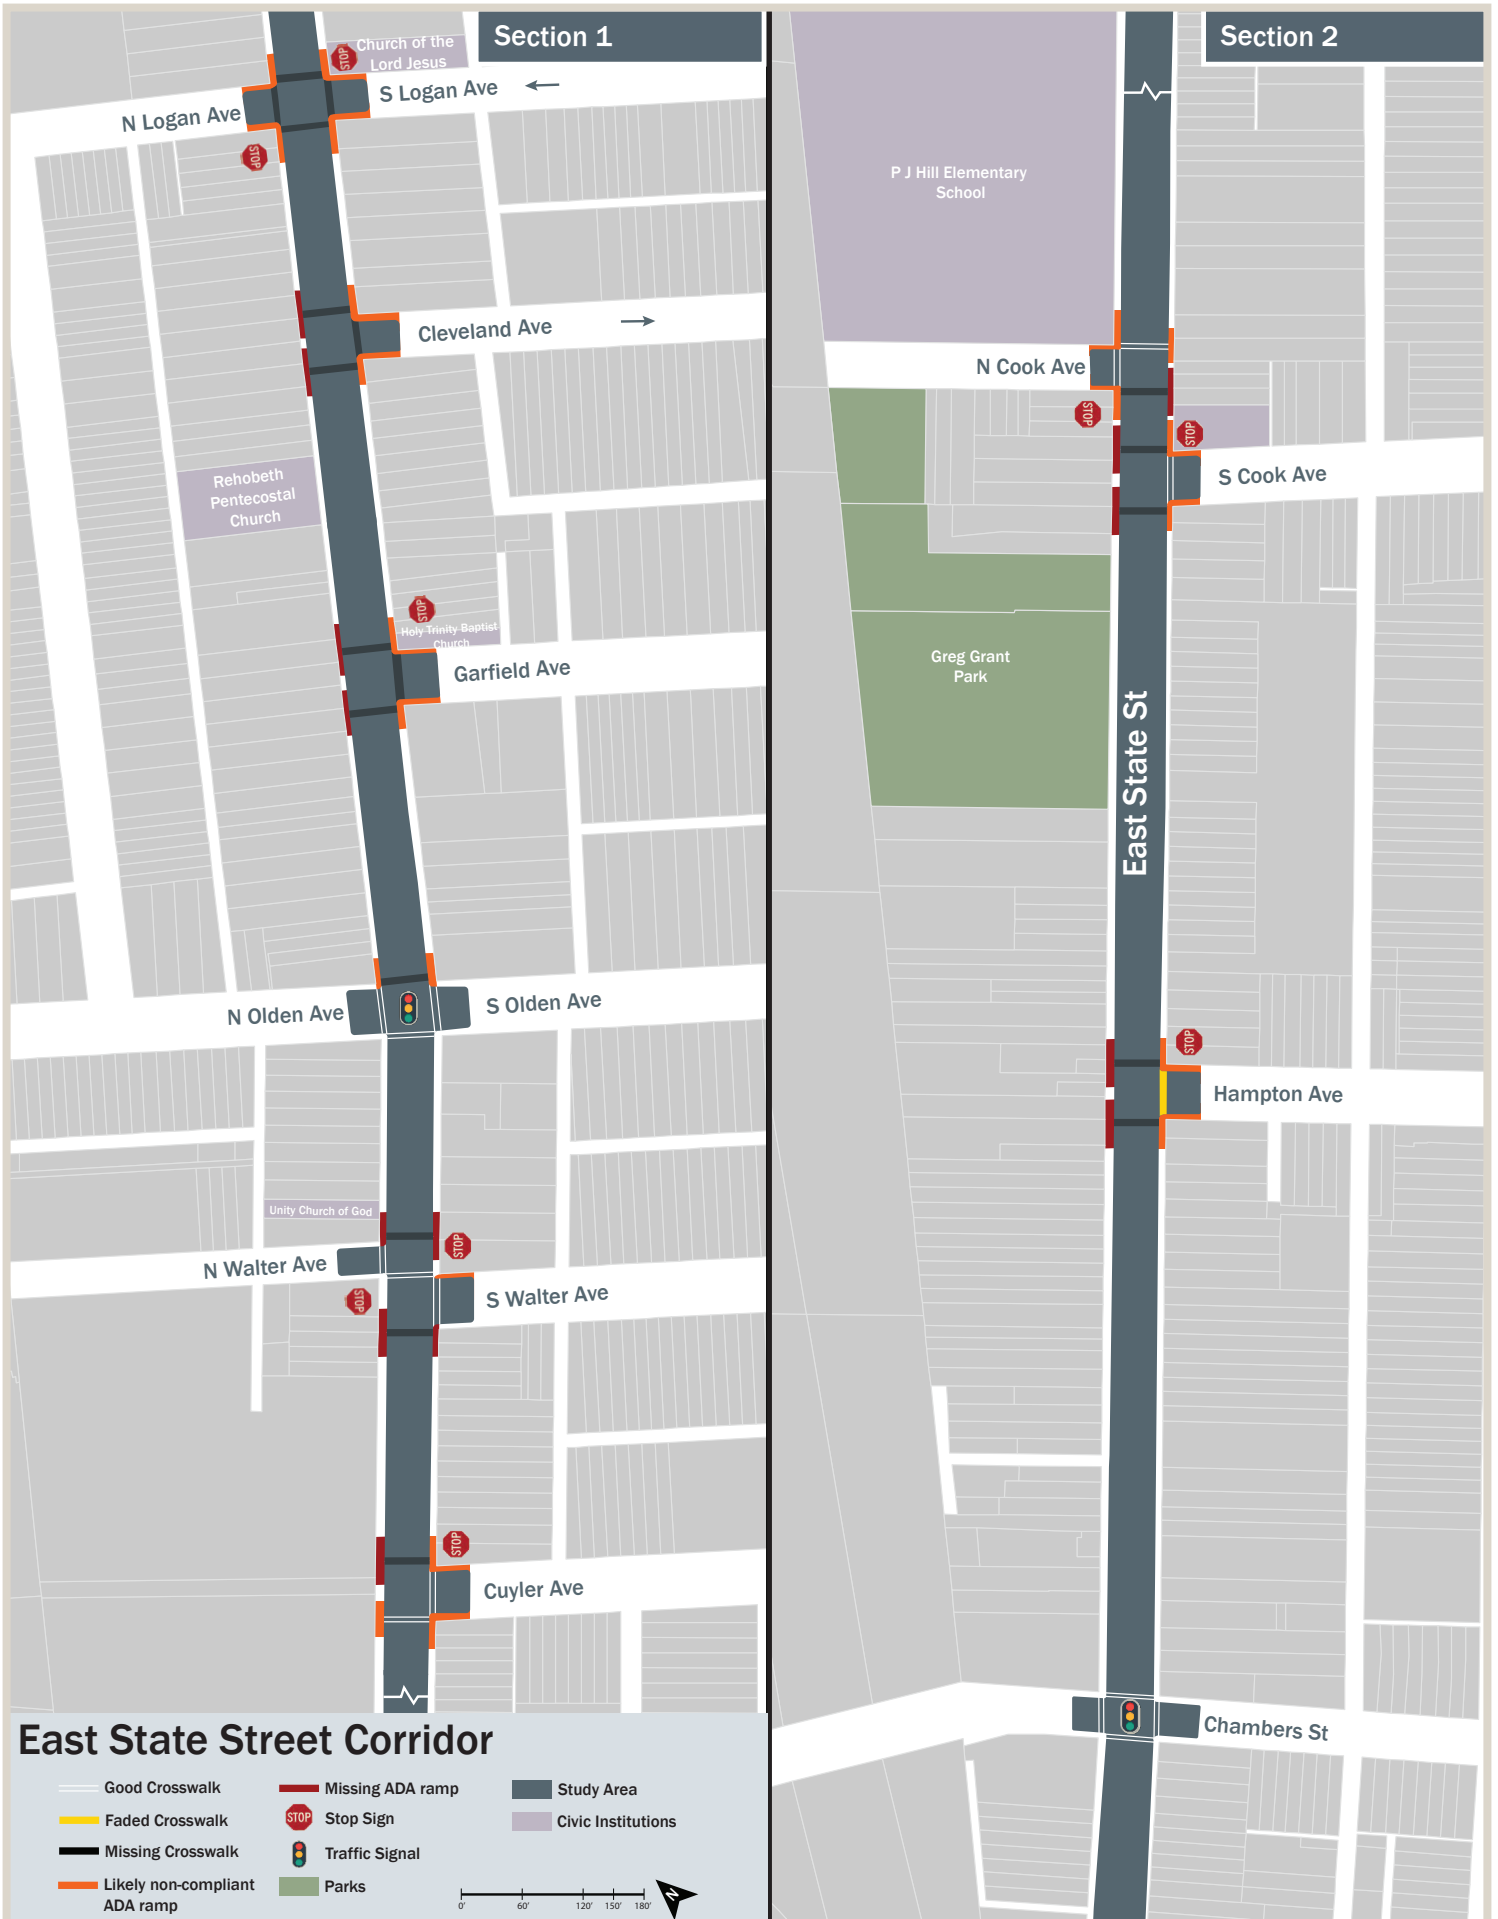 Section 1
Church of the
Lord Jesus
STOP
S Logan Ave
N Logan Ave
STOP
Cleveland Ave
Rehobeth
Pentecostal
Church
STOP
Holy Trinity Baptist
Church
Garfield Ave
N Olden Ave
S Olden Ave
Unity Church of God
STOP
N Walter Ave
S Walter Ave
STOP
STOP
Cuyler Ave
Section 2
P J Hill Elementary
School
N Cook Ave
STOP
STOP
S Cook Ave
Greg Grant
Park
East State St
STOP
Hampton Ave
Chambers St
East State Street Corridor
Good Crosswalk
Faded Crosswalk
Missing Crosswalk
Likely non-compliant
ADA ramp
Missing ADA ramp
STOP
Stop Sign
Traffic Signal
Parks
Study Area
Civic Institutions
0' 60' 120' 150' 180'
N